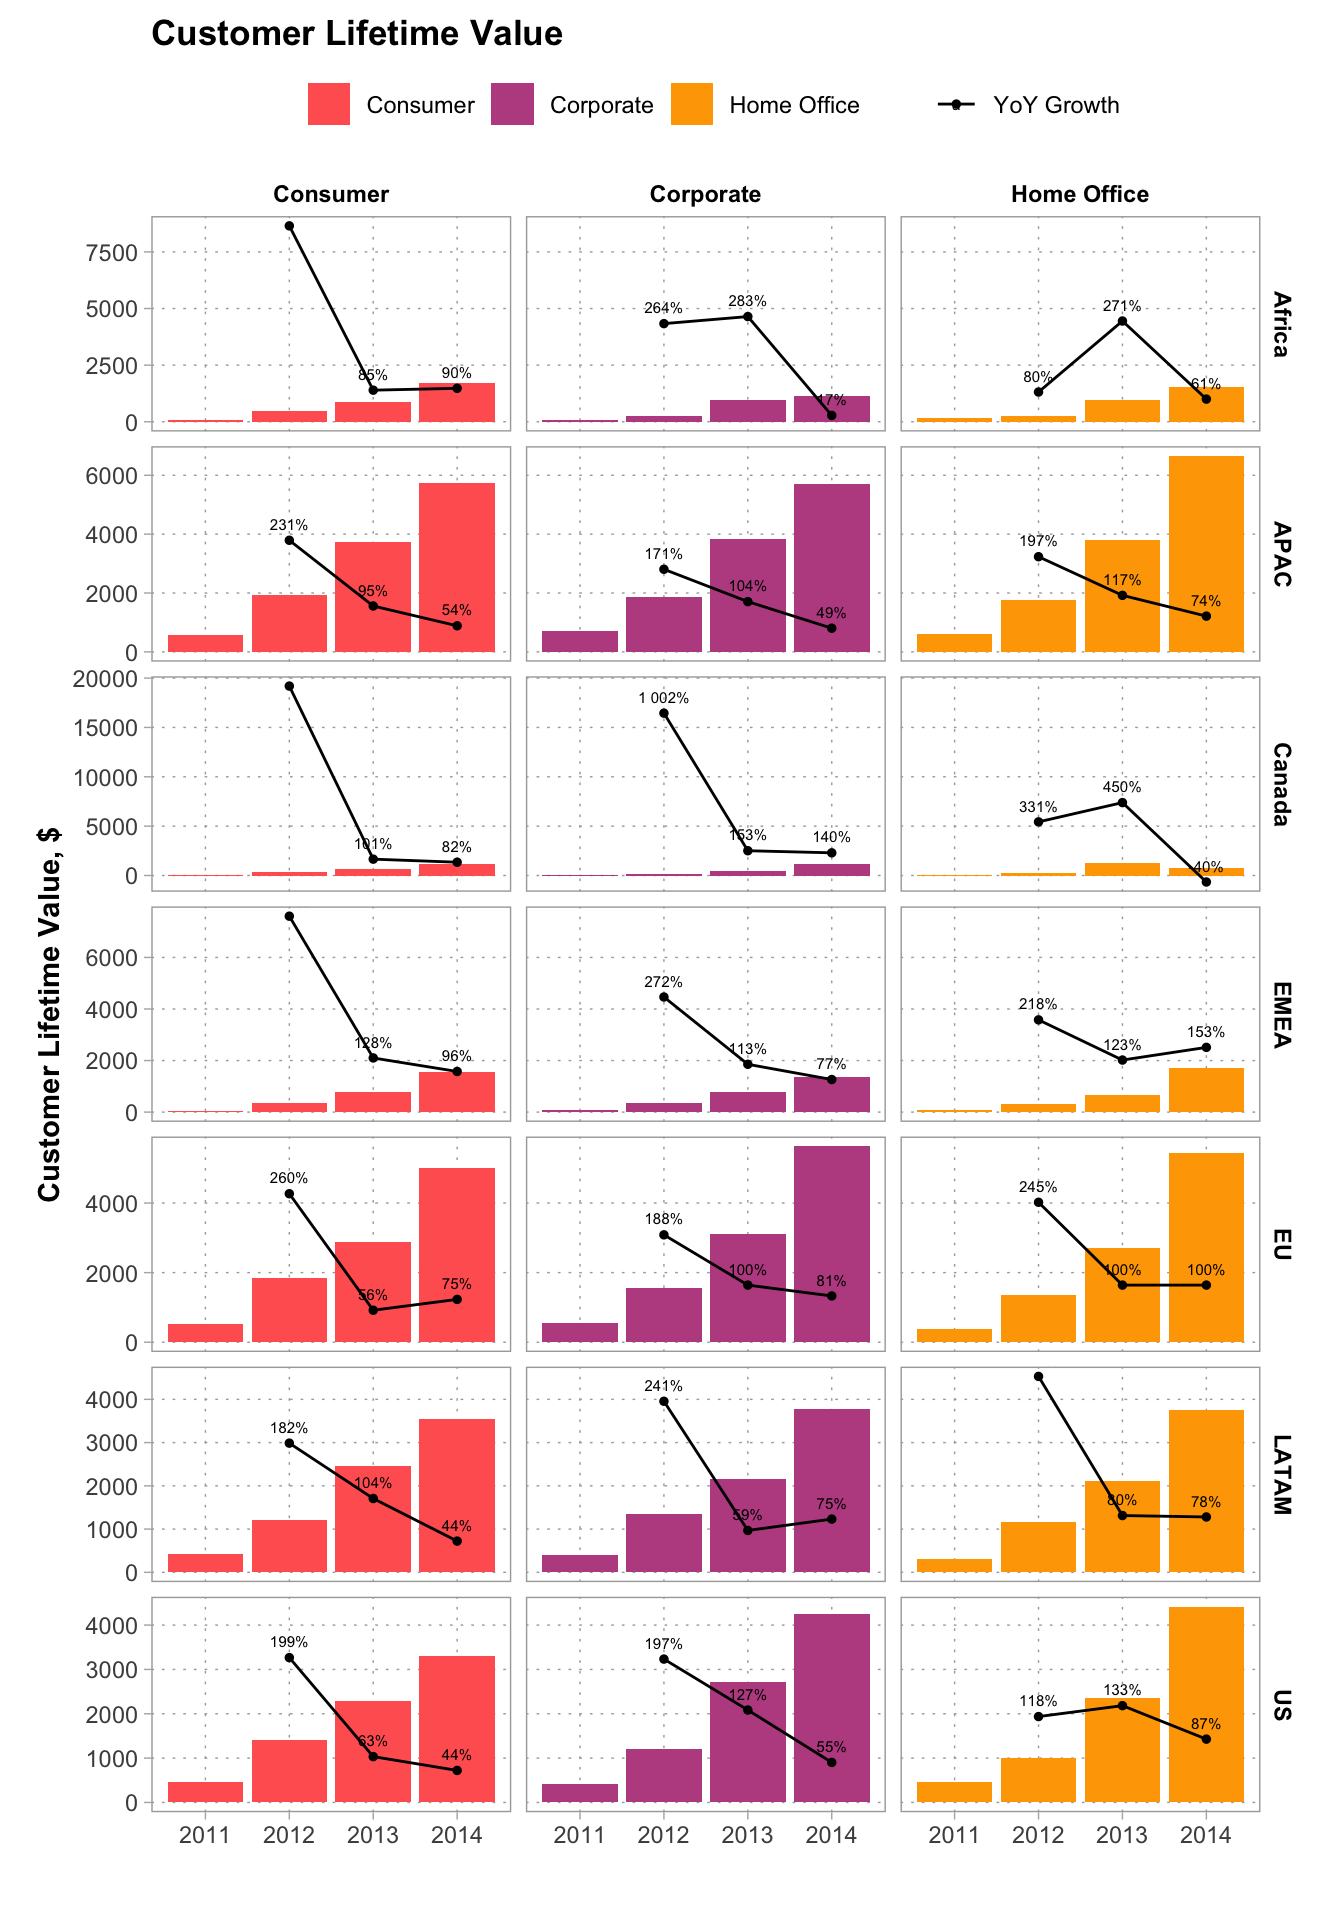 Customer Lifetime Value
Consumer Corporate Home Office YoY Growth
Consumer Corporate Home Office
Customer Lifetime Value, $
7500
5000
2500
0
85% 90%
264% 283% 17%
80% 271% 61%
Africa
6000
4000
2000
0
231% 95% 54%
171% 104% 49%
197% 117% 74%
APAC
20000
15000
10000
5000
0
101% 82%
1 002% 153% 140%
331% 450% -40%
Canada
6000
4000
2000
0
128% 96%
272% 113% 77%
218% 123% 153%
EMEA
4000
2000
0
260% 56% 75%
188% 100% 81%
245% 100% 100%
EU
4000
3000
2000
1000
0
182% 104% 44%
241% 59% 75%
80% 78%
LATAM
4000
3000
2000
1000
0
199% 63% 44%
197% 127% 55%
118% 133% 87%
US
2011 2012 2013 2014 2011 2012 2013 2014 2011 2012 2013 2014